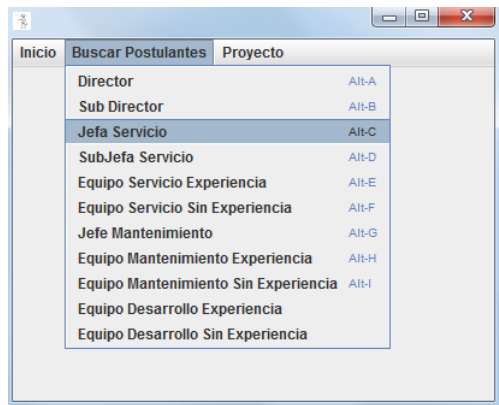 Inicio Buscar Postulantes Proyecto
Director Alt-A
Sub Director Alt-B
Jefa Servicio Alt-C
SubJefa Servicio Alt-D
Equipo Servicio Experiencia Alt-E
Equipo Servicio Sin Experiencia Alt-F
Jefe Mantenimiento Alt-G
Equipo Mantenimiento Experiencia Alt-H
Equipo Mantenimiento Sin Experiencia Alt-I
Equipo Desarrollo Experiencia
Equipo Desarrollo Sin Experiencia